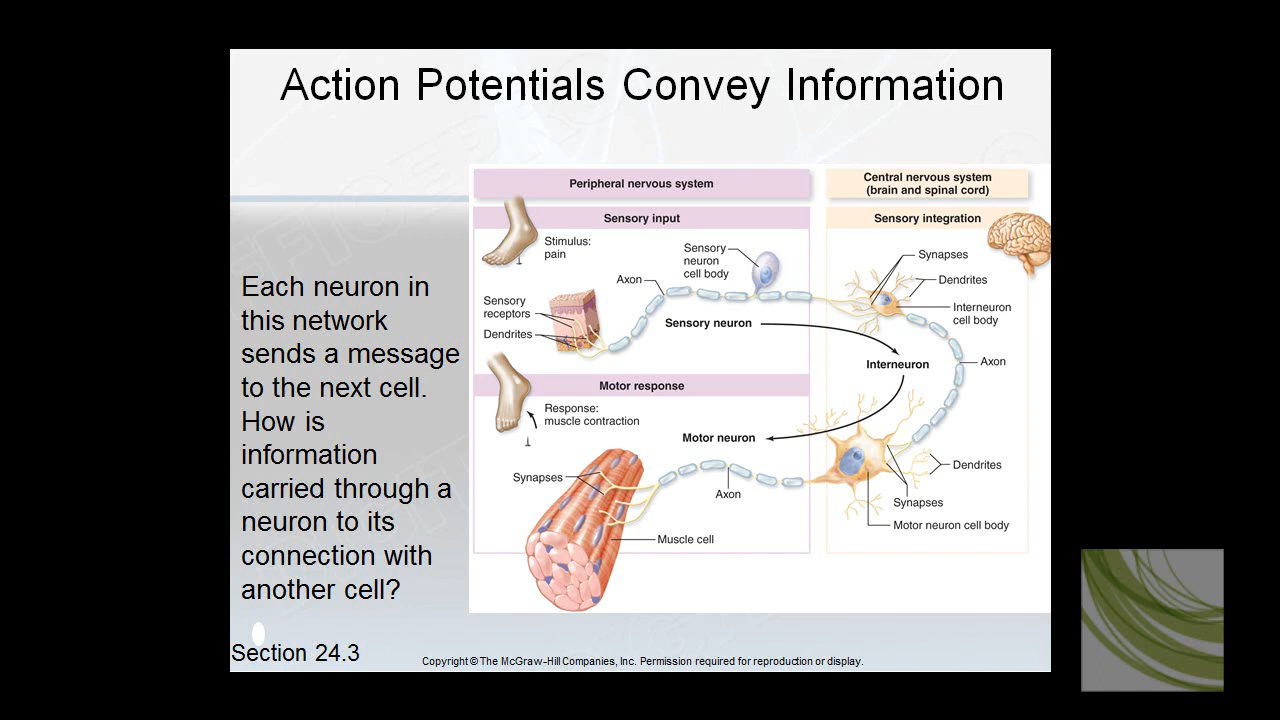 Action Potentials Convey Information
Each neuron in
this network
sends a message
to the next cell.
How is
information
carried through a
neuron to its
connection with
another cell?
Peripheral nervous system
Central nervous system
(brain and spinal cord)
Sensory input
Sensory integration
Stimulus:
pain
Sensory
neuron
cell body
Axon
Sensory
receptors
Dendrites
Sensory neuron
Synapses
Dendrites
Interneuron
cell body
Interneuron
Axon
Motor response
Response:
muscle contraction
Motor neuron
Synapses
Axon
Muscle cell
Dendrites
Synapses
Motor neuron cell body
Section 24.3
Copyright © The McGraw-Hill Companies, Inc. Permission required for reproduction or display.